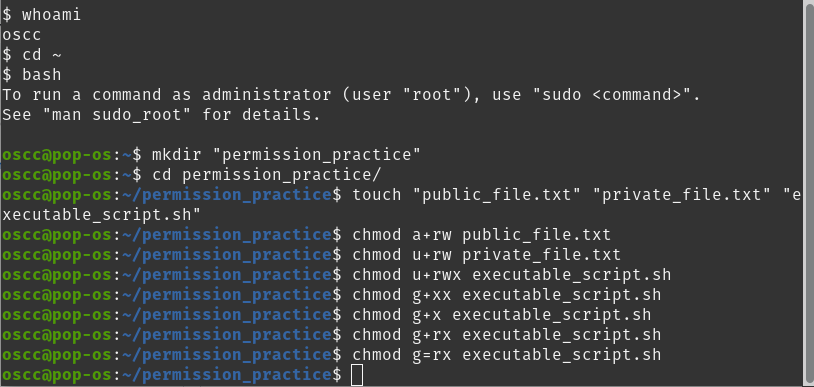 $ whoami
oscc
$ cd ~
$ bash
To run a command as administrator (user "root"), use "sudo <command>".
See "man sudo_root" for details.
oscc@pop-os:~$ mkdir "permission_practice"
oscc@pop-os:~$ cd permission_practice/
oscc@pop-os:~/permission_practice$ touch "public_file.txt" "private_file.txt" "e
xecutable_script.sh"
oscc@pop-os:~/permission_practice$ chmod a+rw public_file.txt
oscc@pop-os:~/permission_practice$ chmod u+rw private_file.txt
oscc@pop-os:~/permission_practice$ chmod u+rwx executable_script.sh
oscc@pop-os:~/permission_practice$ chmod g+xx executable_script.sh
oscc@pop-os:~/permission_practice$ chmod g+x executable_script.sh
oscc@pop-os:~/permission_practice$ chmod g+rx executable_script.sh
oscc@pop-os:~/permission_practice$ chmod g=rx executable_script.sh
oscc@pop-os:~/permission_practice$